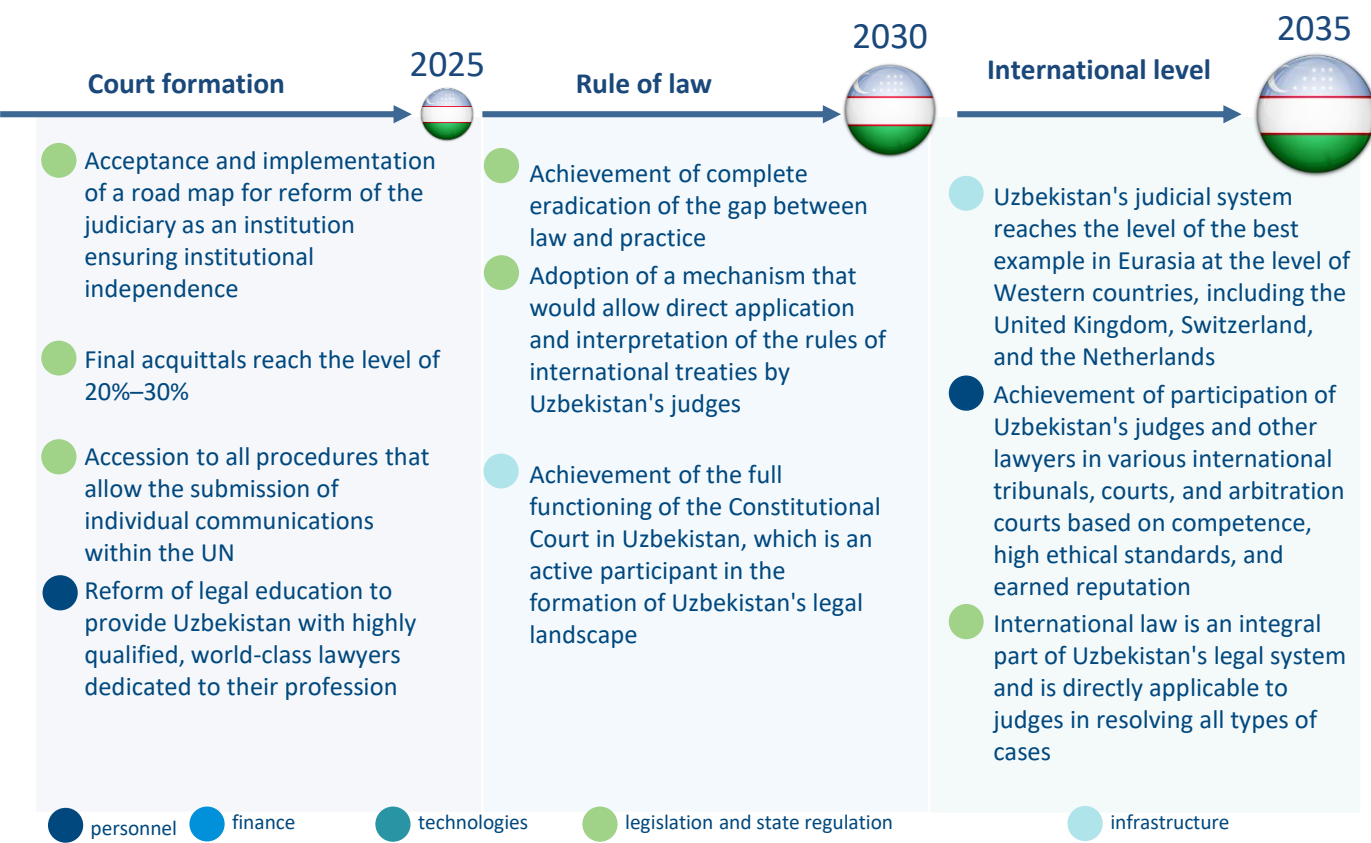 Court formation
2025
Acceptance and implementation
of a road map for reform of the
judiciary as an institution
ensuring institutional
independence
Final acquittals reach the level of
20%–30%
Accession to all procedures that
allow the submission of
individual communications
within the UN
Reform of legal education to
provide Uzbekistan with highly
qualified, world-class lawyers
dedicated to their profession
Rule of law
2030
Achievement of complete
eradication of the gap between
law and practice
Adoption of a mechanism that
would allow direct application
and interpretation of the rules of
international treaties by
Uzbekistan's judges
Achievement of the full
functioning of the Constitutional
Court in Uzbekistan, which is an
active participant in the
formation of Uzbekistan's legal
landscape
International level
2035
Uzbekistan's judicial system
reaches the level of the best
example in Eurasia at the level of
Western countries, including the
United Kingdom, Switzerland,
and the Netherlands
Achievement of participation of
Uzbekistan's judges and other
lawyers in various international
tribunals, courts, and arbitration
courts based on competence,
high ethical standards, and
earned reputation
International law is an integral
part of Uzbekistan's legal system
and is directly applicable to
judges in resolving all types of
cases
personnel
finance
technologies
legislation and state regulation
infrastructure